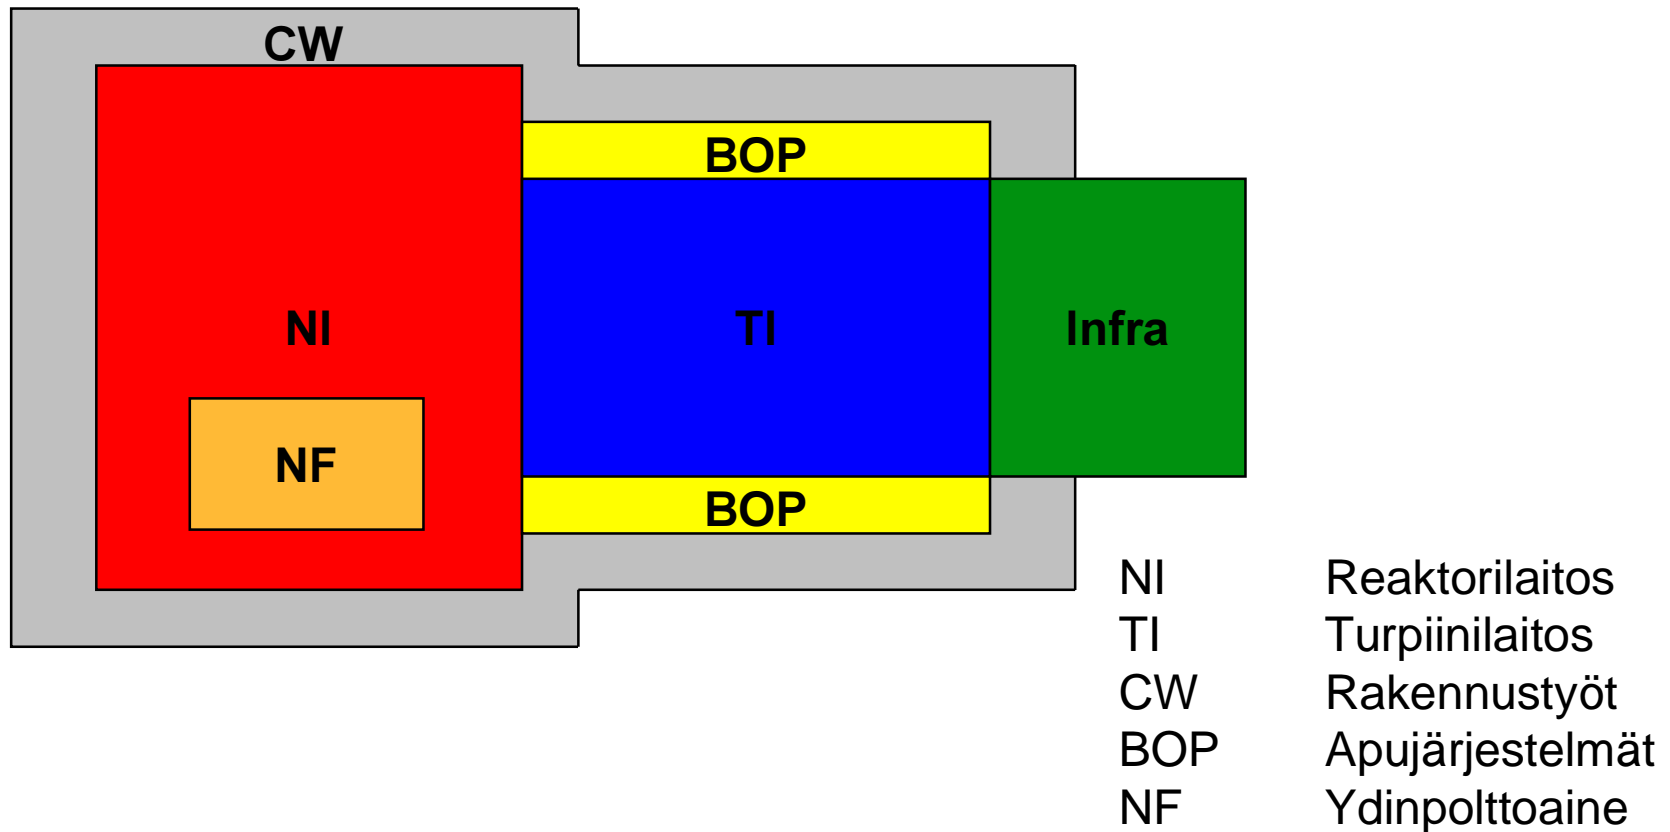 CW
BOP
NI
TI
Infra
NF
BOP
NI Reaktorilaitos
TI Turpiinilaitos
CW Rakennustyöt
BOP Apujärjestelmät
NF Ydinpolttoaine